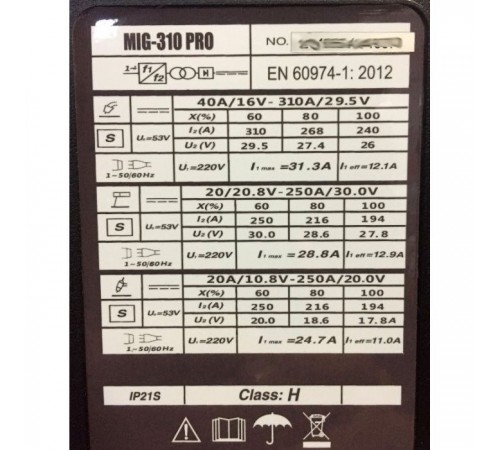 MIG-310 PRO NO.
1~ f1 f2 EN 60974-1: 2012
40A/16V- 310A/29.5V
X(%) 60 80 100
S U₀=53V I₂(A) 310 268 240
U₂(V) 29.5 27.4 26
1~50/60Hz U₁=220V I₁ max=31.3A I₁ eff=12.1A
20/20.8V-250A/30.0V
X(%) 60 80 100
S U₀=53V I₂(A) 250 216 194
U₂(V) 30.0 28.6 27.8
1~50/60Hz U₁=220V I₁ max=28.8A I₁ eff=12.9A
20A/10.8V-250A/20.0V
X(%) 60 80 100
S U₀=53V I₂(A) 250 216 194
U₂(V) 20.0 18.6 17.8A
1~50/60Hz U₁=220V I₁ max=24.7A I₁ eff=11.0A
IP21S Class: H